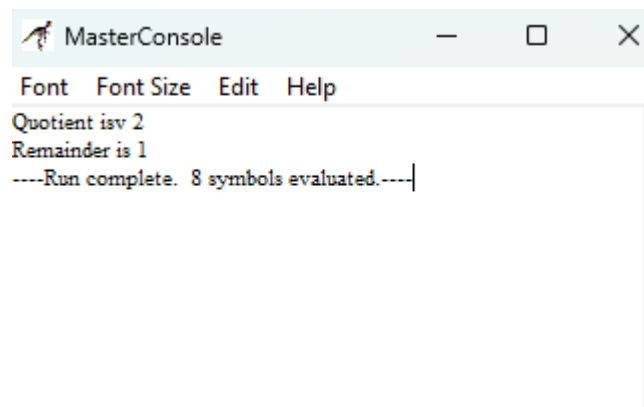 MasterConsole
Font Font Size Edit Help
Quotient isv 2
Remainder is 1
----Run complete.  8 symbols evaluated.----